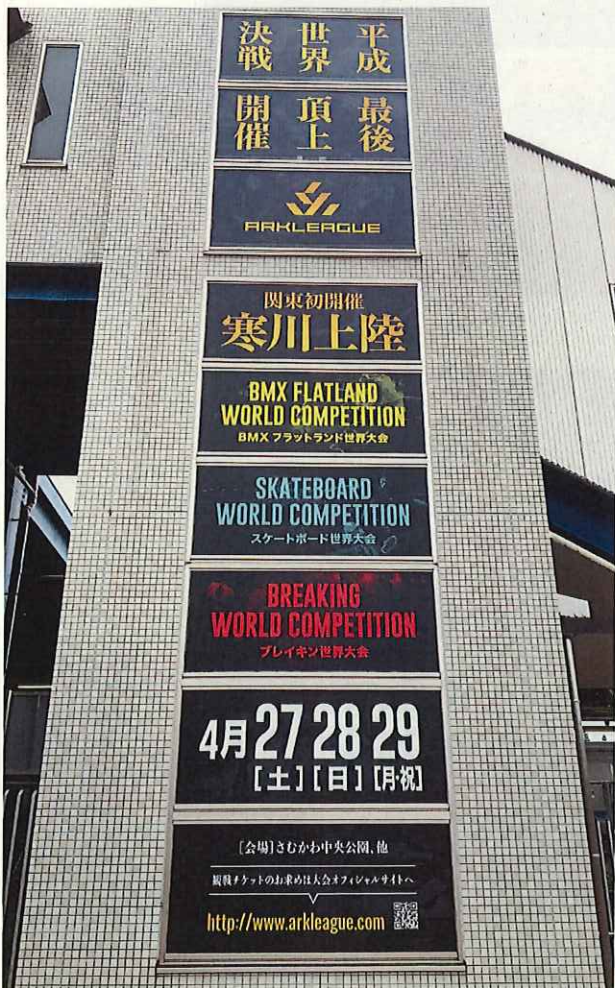 平成最後
世界頂上
決戦開催
ARKLEAGUE
関東初開催
寒川上陸
BMX FLATLAND
WORLD COMPETITION
BMX フラットランド世界大会
SKATEBOARD
WORLD COMPETITION
スケートボード世界大会
BREAKING
WORLD COMPETITION
ブレイキン世界大会
4月27 28 29
[土][日][月・祝]
[会場]さむかわ中央公園、他
観戦チケットのお求めは大会オフィシャルサイトへ
http://www.arkleague.com